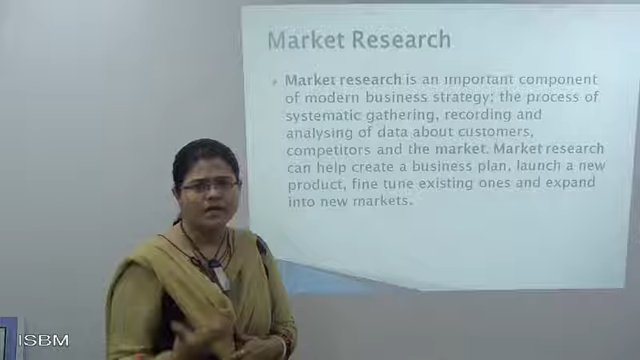 Market Research
Market research is an important component
of modern business strategy; the process of
systematic gathering, recording and
analysing of data about customers,
competitors and the market. Market research
can help create a business plan, launch a new
product, fine tune existing ones and expand
into new markets.
ISBM